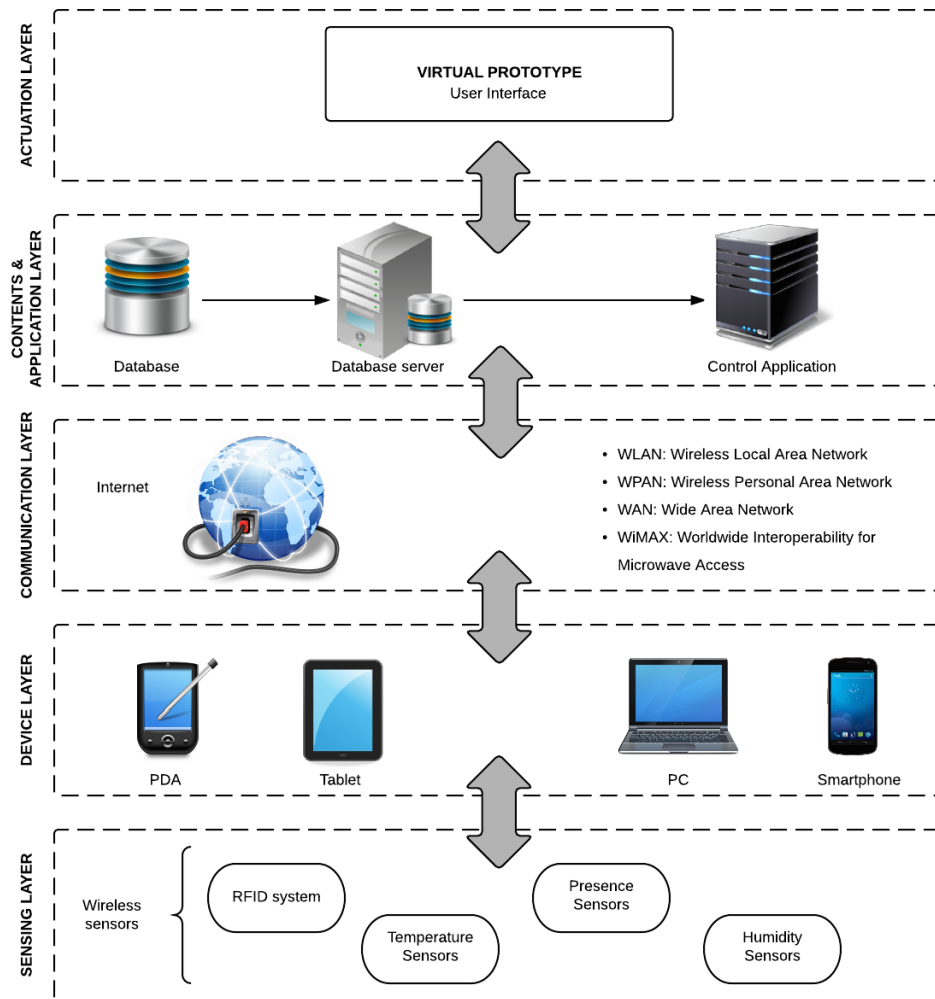 ACTUATION LAYER
VIRTUAL PROTOTYPE
User Interface
CONTENTS &
APPLICATION LAYER
Database
Database server
Control Application
COMMUNICATION LAYER
Internet
• WLAN: Wireless Local Area Network
• WPAN: Wireless Personal Area Network
• WAN: Wide Area Network
• WiMAX: Worldwide Interoperability for
Microwave Access
DEVICE LAYER
PDA
Tablet
PC
Smartphone
SENSING LAYER
Wireless
sensors
RFID system
Temperature
Sensors
Presence
Sensors
Humidity
Sensors